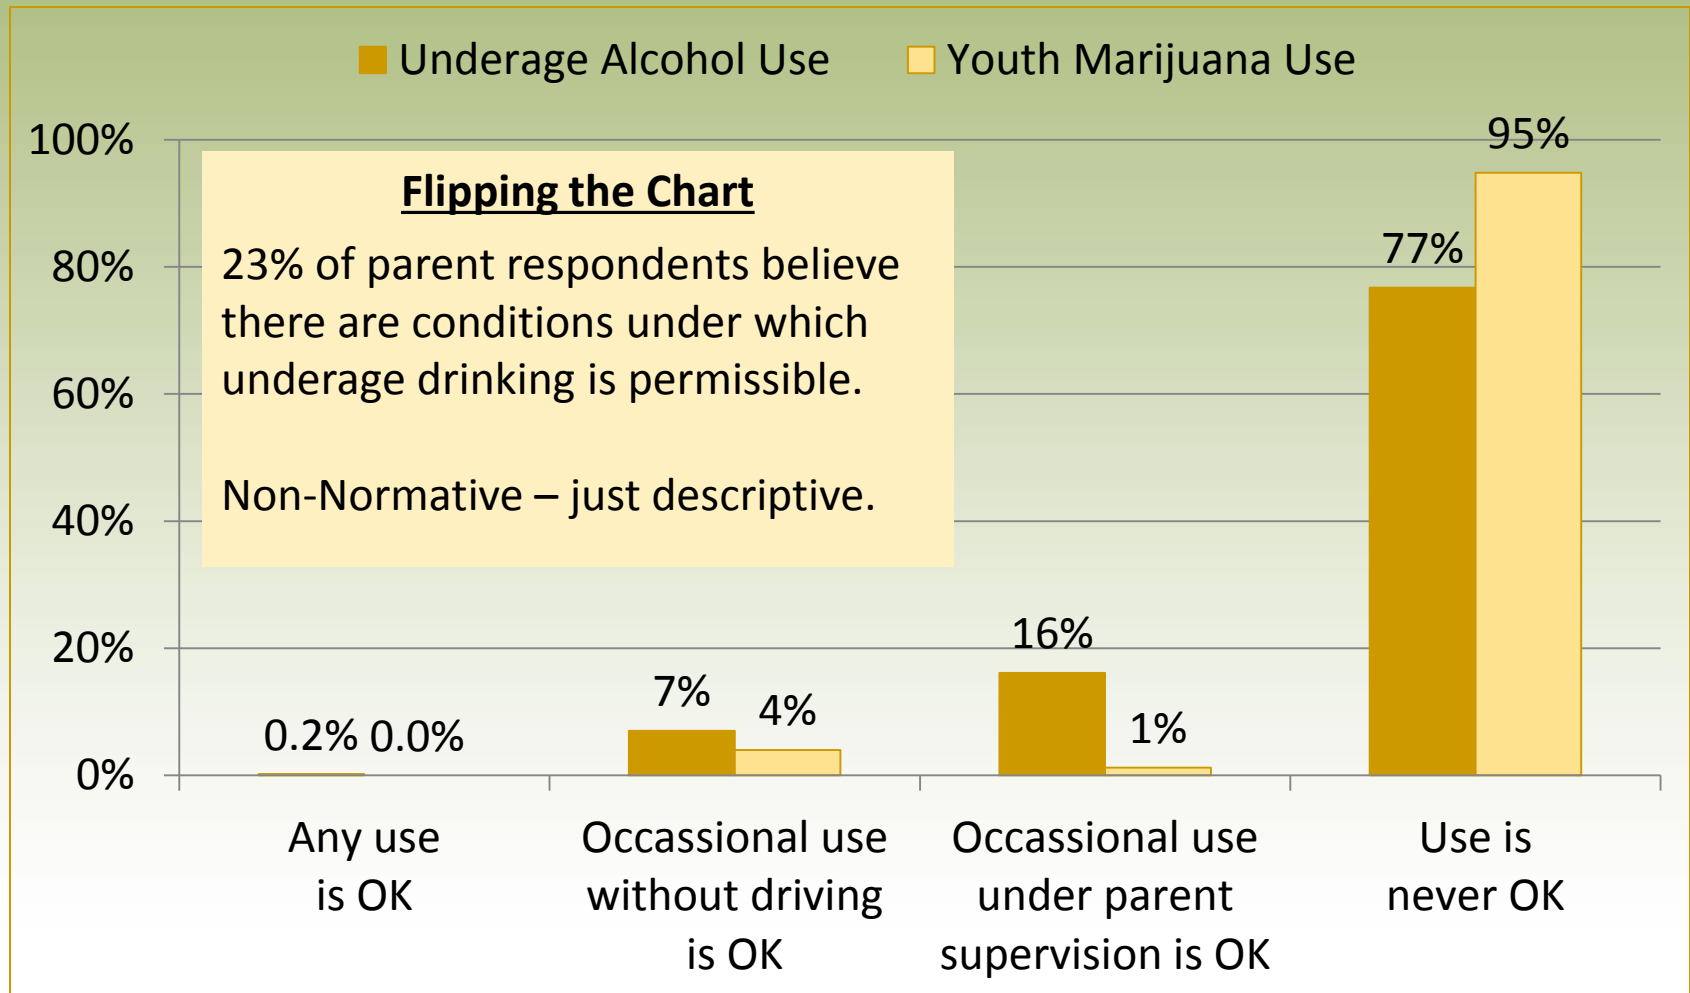 Underage Alcohol Use Youth Marijuana Use
100%
80%
60%
40%
20%
0%
Flipping the Chart
23% of parent respondents believe
there are conditions under which
underage drinking is permissible.
Non-Normative – just descriptive.
0.2% 0.0%
7% 4%
16% 1%
77% 95%
Any use
is OK
Occassional use
without driving
is OK
Occassional use
under parent
supervision is OK
Use is
never OK